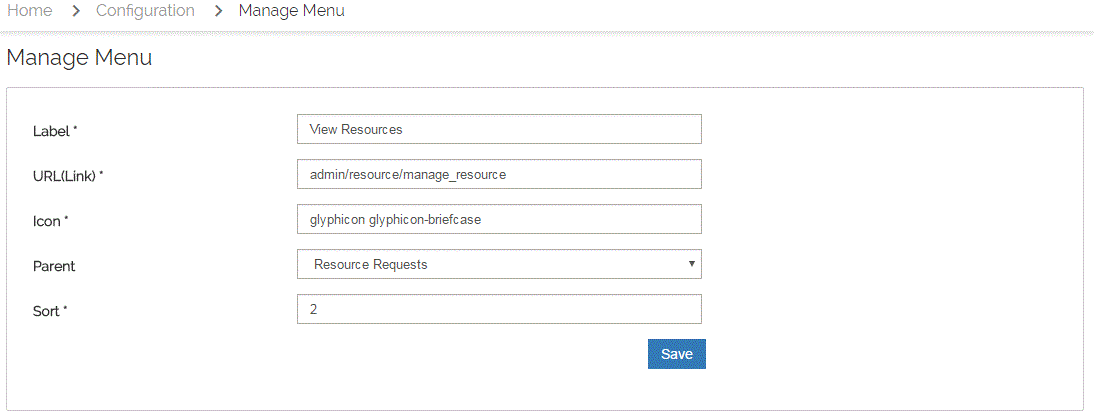 Home > Configuration > Manage Menu
Manage Menu
Label * View Resources
URL(Link) * admin/resource/manage_resource
Icon * glyphicon glyphicon-briefcase
Parent Resource Requests
Sort * 2
Save